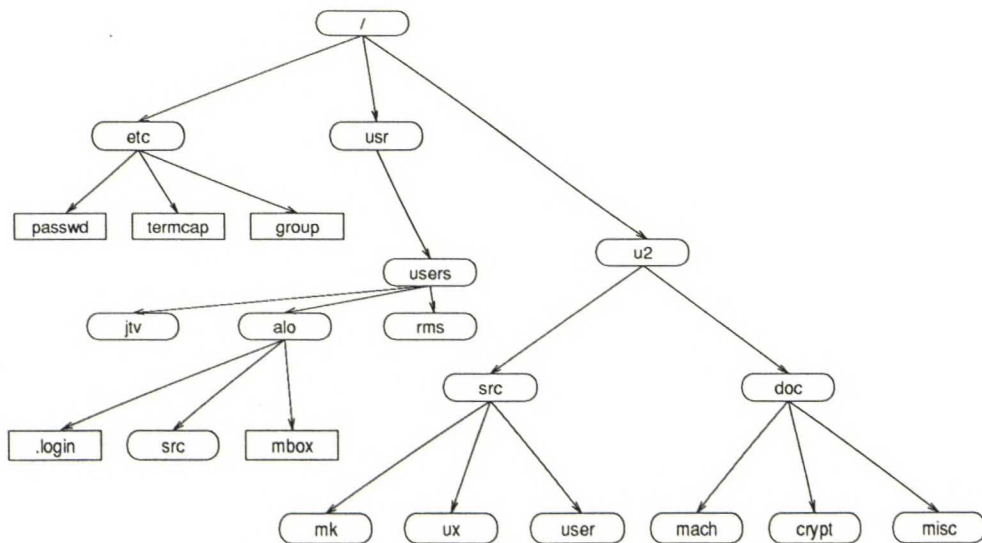 /
etc
usr
passwd
termcap
group
u2
users
jtv
alo
rms
src
doc
.login
src
mbox
mk
ux
user
mach
crypt
misc